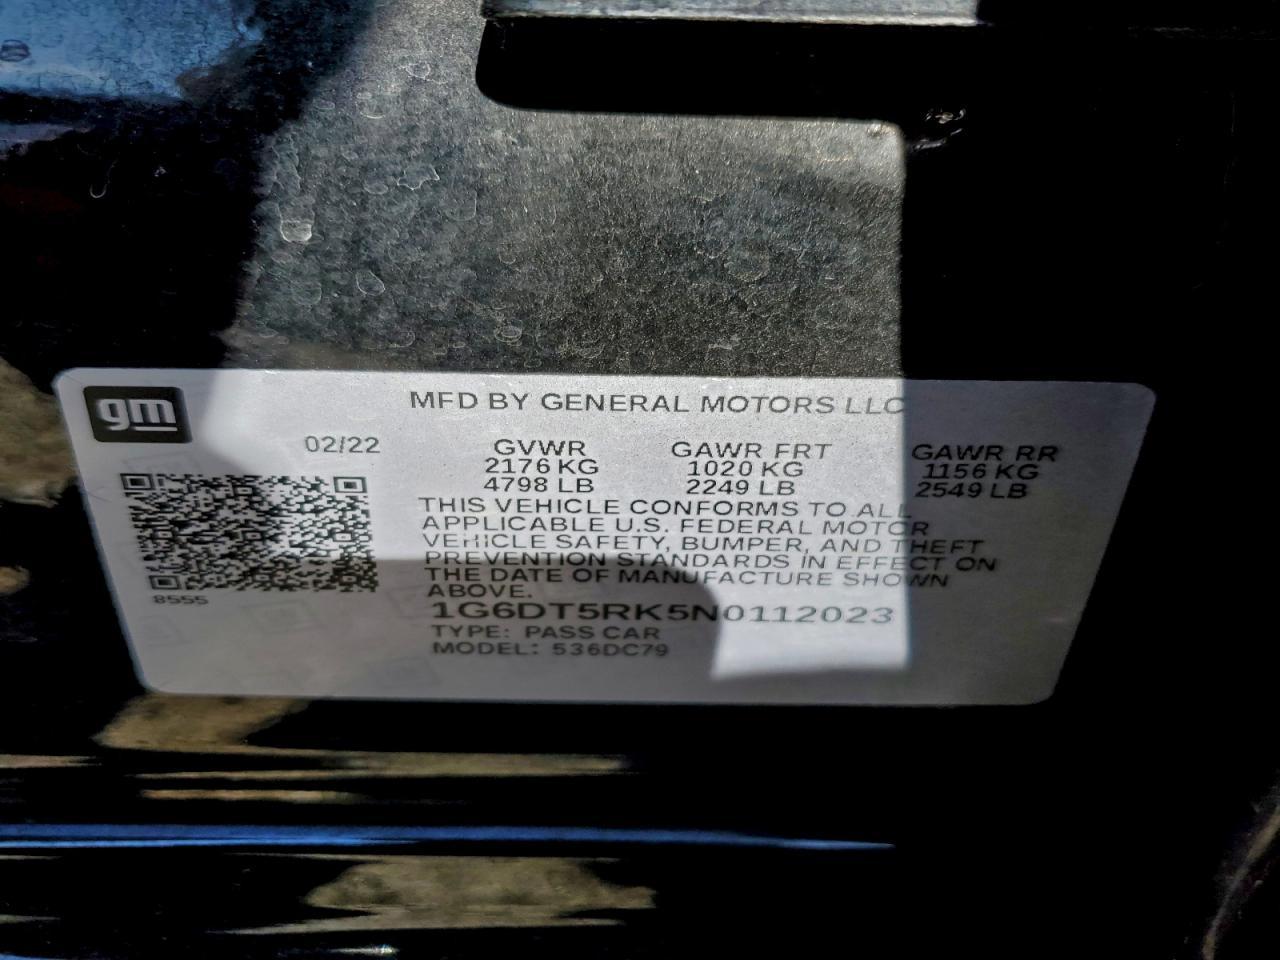 gm
MFD BY GENERAL MOTORS LLC
02/22
GVWR GAWR FRT GAWR RR
2176 KG 1020 KG 1156 KG
4798 LB 2249 LB 2549 LB
THIS VEHICLE CONFORMS TO ALL
APPLICABLE U.S. FEDERAL MOTOR
VEHICLE SAFETY, BUMPER, AND THEFT
PREVENTION STANDARDS IN EFFECT ON
THE DATE OF MANUFACTURE SHOWN
ABOVE.
8555
1G6DT5RK5N0112023
TYPE: PASS CAR
MODEL: 536DC79